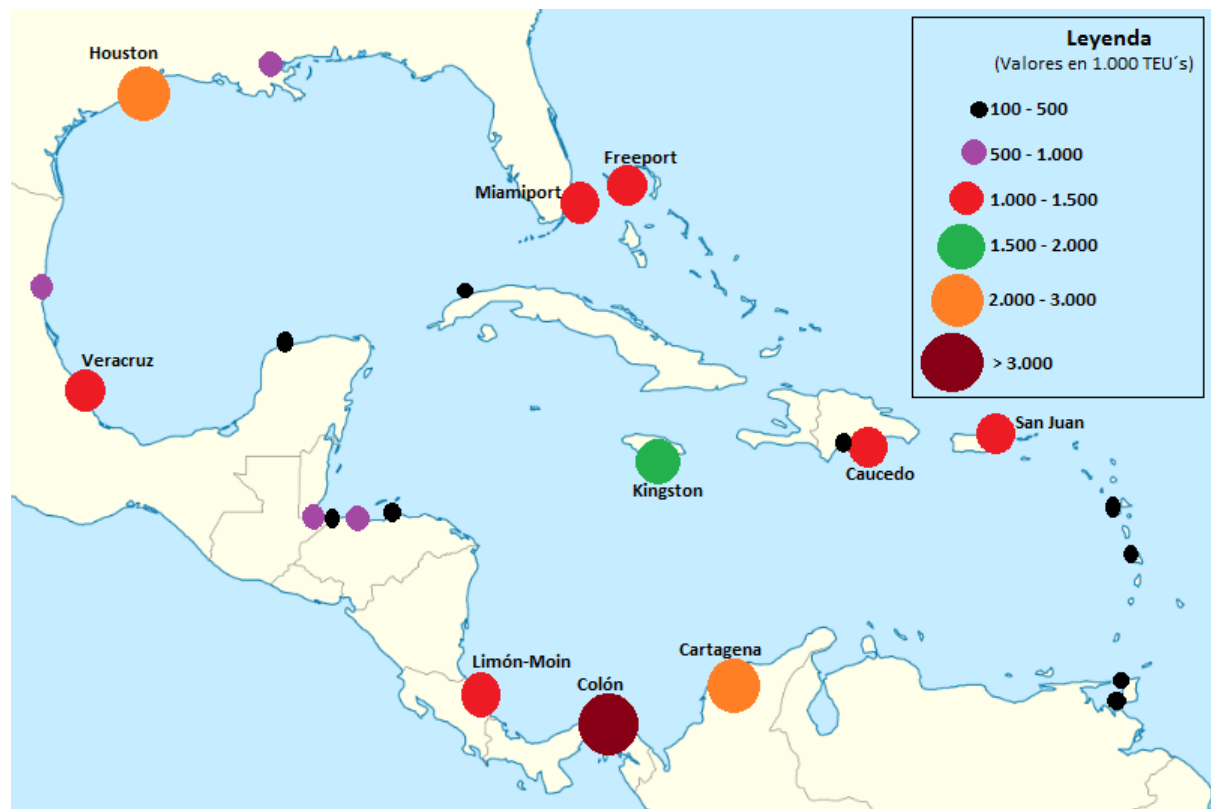 Leyenda
(Valores en 1.000 TEU´s)
100 - 500
500 - 1.000
1.000 - 1.500
1.500 - 2.000
2.000 - 3.000
> 3.000
Houston
Freeport
Miamiport
Veracruz
San Juan
Caucedo
Kingston
Cartagena
Limón-Moin
Colón